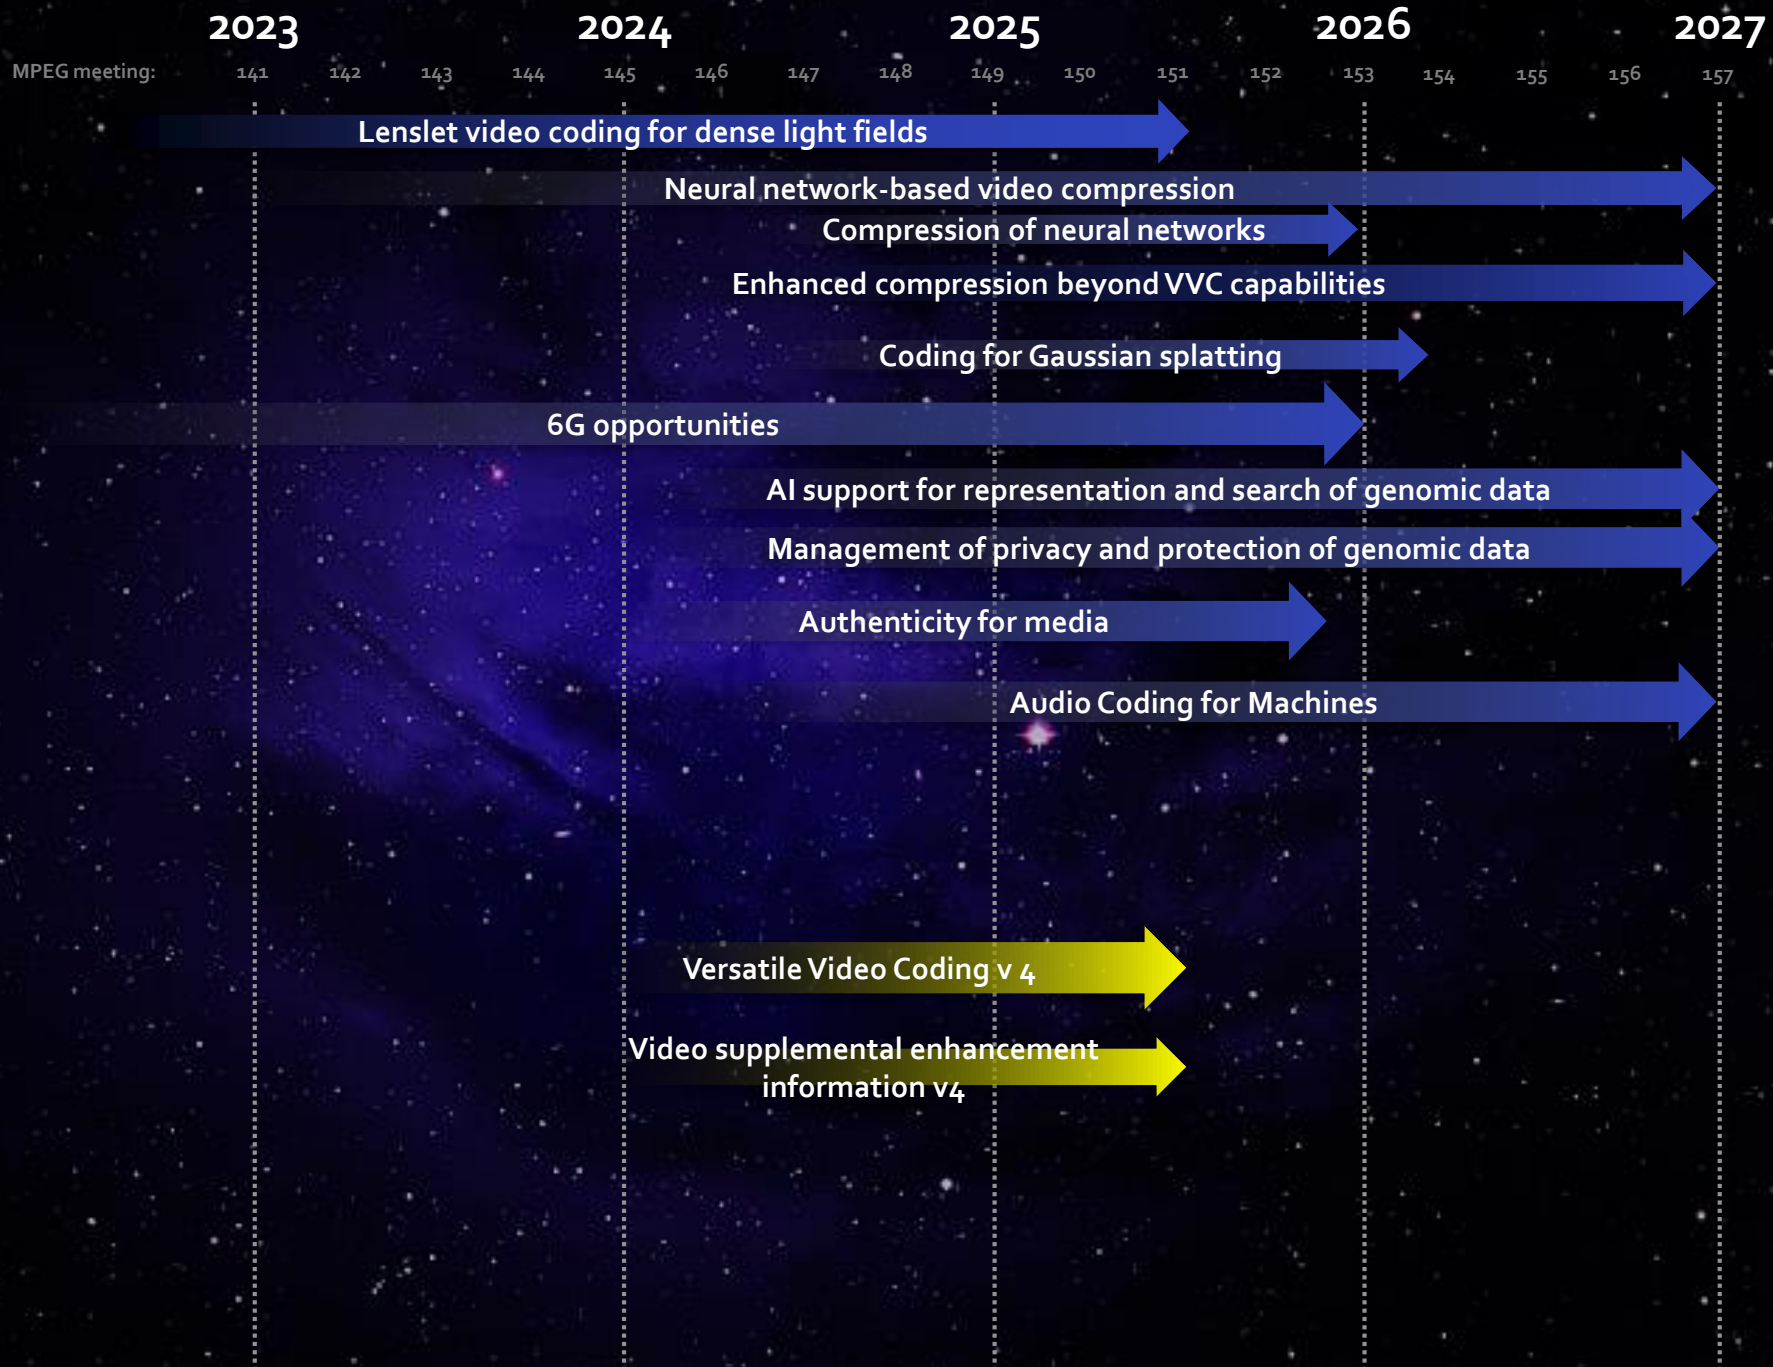 2023 2024 2025 2026 2027
MPEG meeting: 141 142 143 144 145 146 147 148 149 150 151 152 153 154 155 156 157
Lenslet video coding for dense light fields
Neural network-based video compression
Compression of neural networks
Enhanced compression beyond VVC capabilities
Coding for Gaussian splatting
6G opportunities
AI support for representation and search of genomic data
Management of privacy and protection of genomic data
Authenticity for media
Audio Coding for Machines
Versatile Video Coding v 4
Video supplemental enhancement
information v4